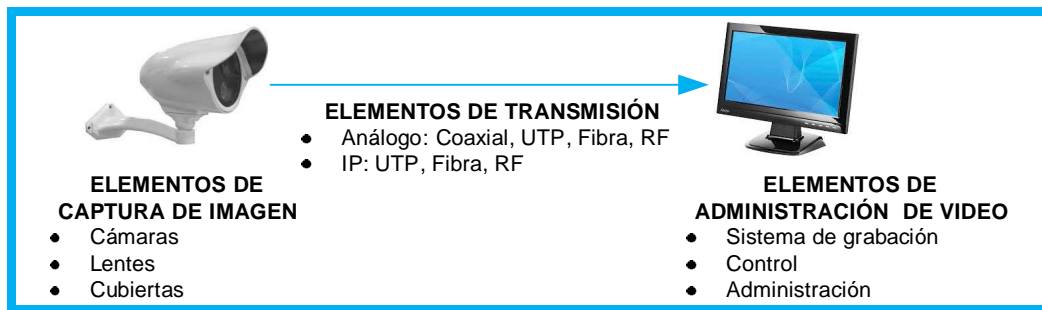 ELEMENTOS DE TRANSMISIÓN
• Análogo: Coaxial, UTP, Fibra, RF
• IP: UTP, Fibra, RF
ELEMENTOS DE
CAPTURA DE IMAGEN
• Cámaras
• Lentes
• Cubiertas
ELEMENTOS DE
ADMINISTRACIÓN DE VIDEO
• Sistema de grabación
• Control
• Administración